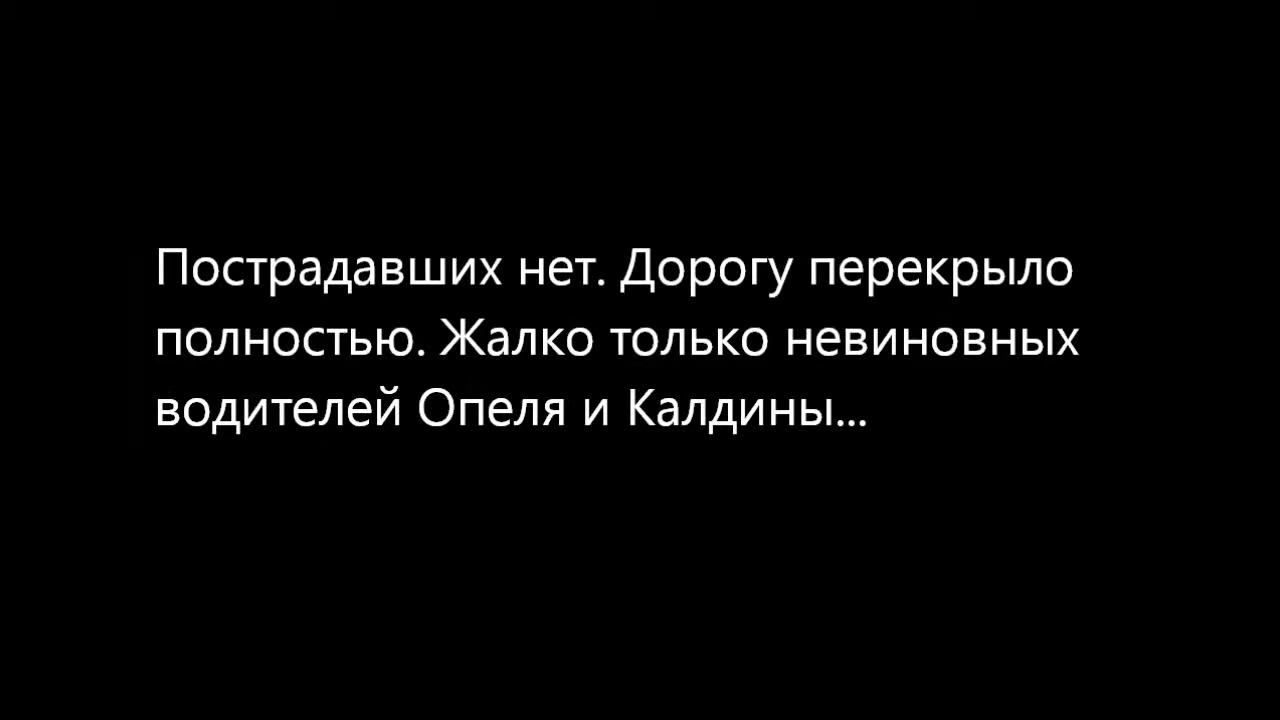 Пострадавших нет. Дорогу перекрыло
полностью. Жалко только невиновных
водителей Опеля и Калдины...